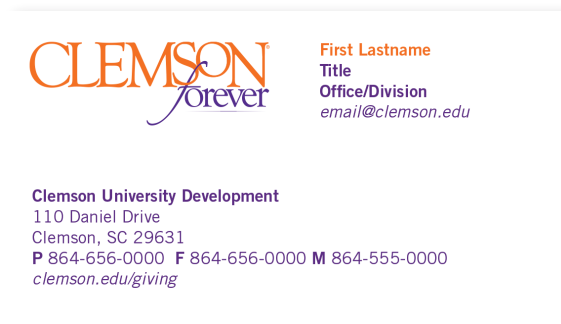 CLEMSON®
forever
First Lastname
Title
Office/Division
email@clemson.edu
Clemson University Development
110 Daniel Drive
Clemson, SC 29631
P 864-656-0000 F 864-656-0000 M 864-555-0000
clemson.edu/giving